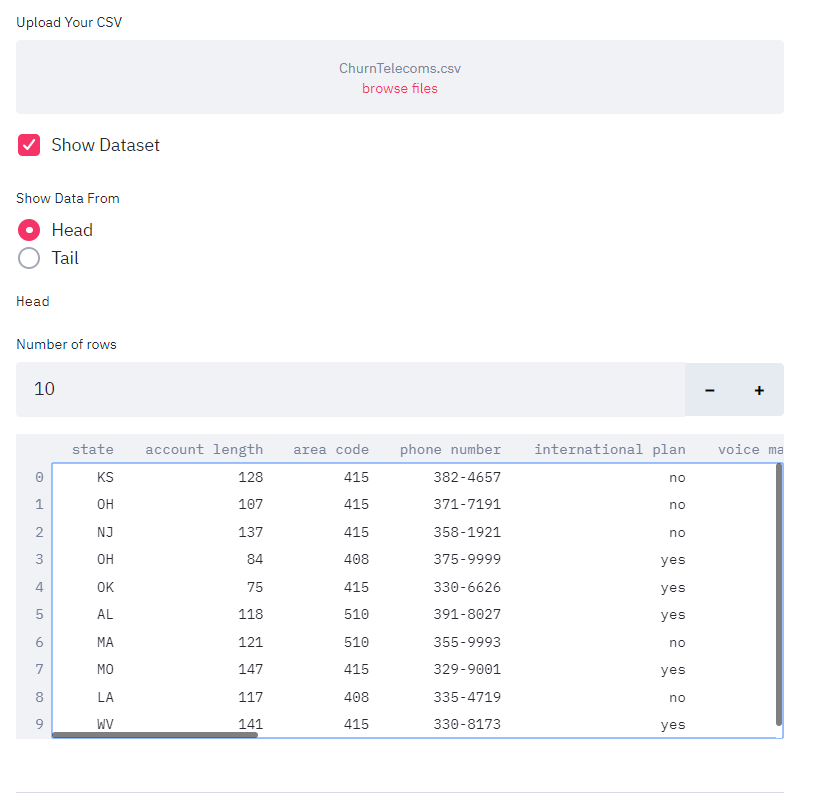 Upload Your CSV
ChurnTelecoms.csv
browse files
Show Dataset
Show Data From
Head
Tail
Head
Number of rows
10 − +
state account length area code phone number international plan voice ma
0 KS 128 415 382-4657 no
1 OH 107 415 371-7191 no
2 NJ 137 415 358-1921 no
3 OH 84 408 375-9999 yes
4 OK 75 415 330-6626 yes
5 AL 118 510 391-8027 yes
6 MA 121 510 355-9993 no
7 MO 147 415 329-9001 yes
8 LA 117 408 335-4719 no
9 WV 141 415 330-8173 yes